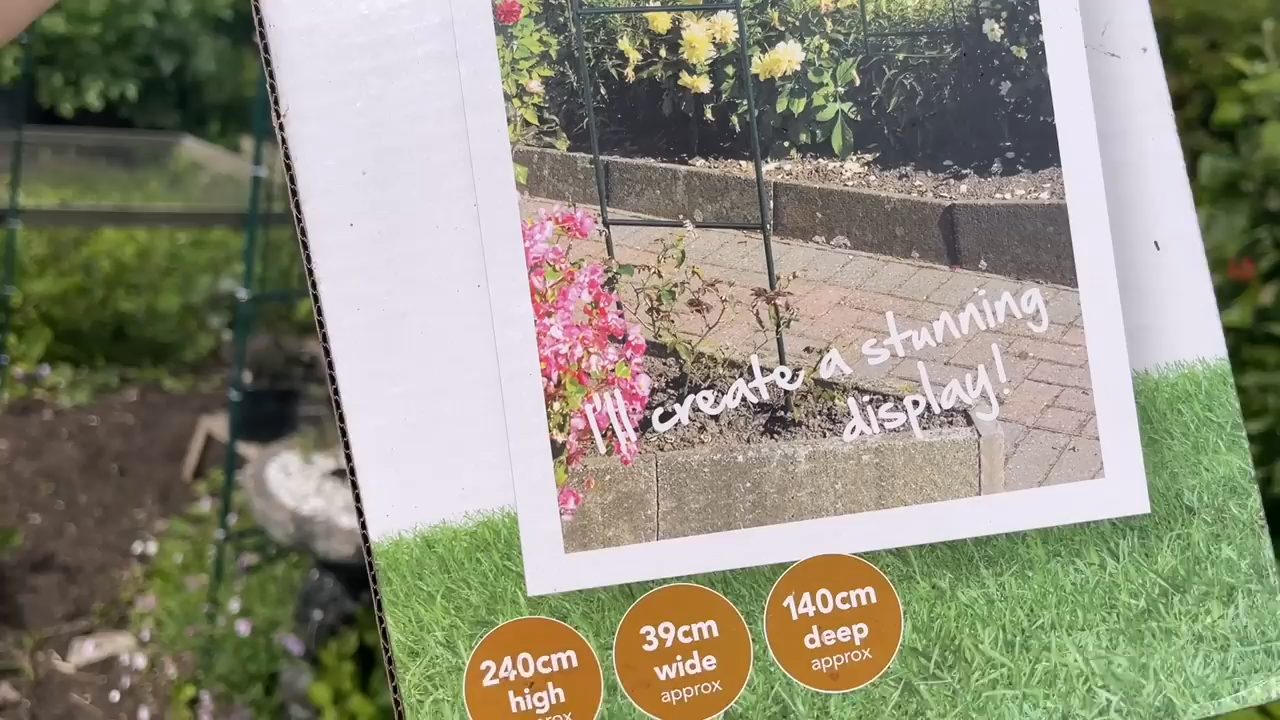 I'll create a stunning
display!
240cm
high
39cm
wide
approx
140cm
deep
approx